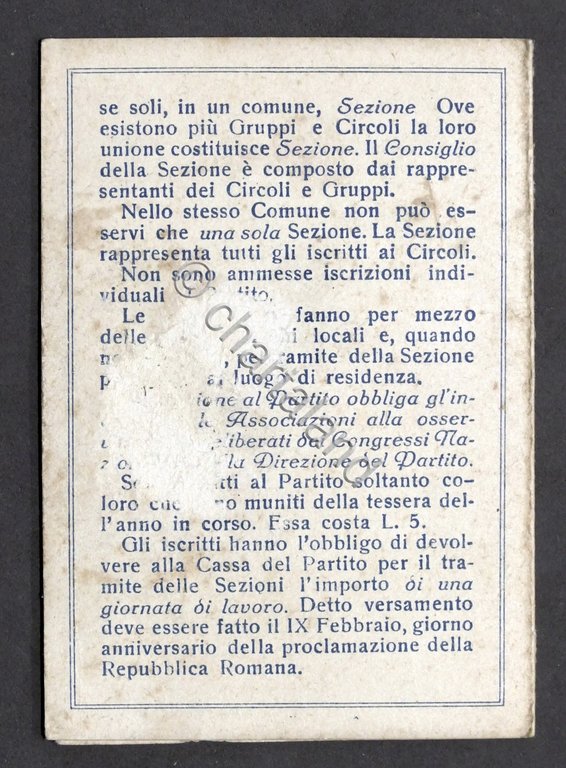 se soli, in un comune, Sezione Ove
esistono più Gruppi e Circoli la loro
unione costituisce Sezione. Il Consiglio
della Sezione è composto dai rappre-
sentanti dei Circoli e Gruppi.
Nello stesso Comune non può es-
servi che una sola Sezione. La Sezione
rappresenta tutti gli iscritti ai Circoli.
Non sono ammesse iscrizioni indi-
viduali
Le fanno per mezzo
delle locali e, quando
tramite della Sezione
luogo di residenza.
al Partito obbliga gl'in-
Associazioni alla osser-
dei Congressi Na-
Direzione del Partito.
al Partito soltanto co-
loro che muniti della tessera del-
l'anno in corso. Essa costa L. 5.
Gli iscritti hanno l'obbligo di devol-
vere alla Cassa del Partito per il tra-
mite delle Sezioni l'importo di una
giornata di lavoro. Detto versamento
deve essere fatto il IX Febbraio, giorno
anniversario della proclamazione della
Repubblica Romana.
© chartaland